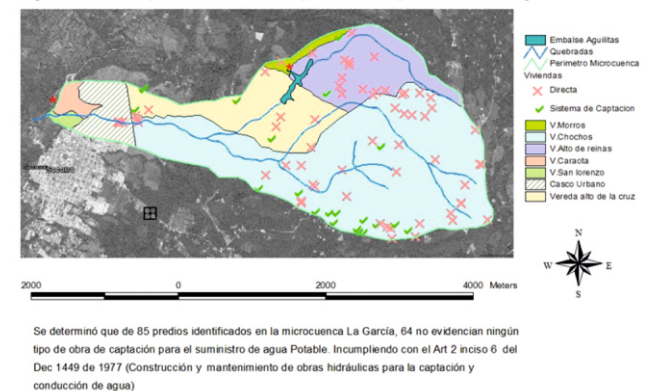 Embalse Aguilitas
Quebradas
Perimetro Microcuenca
Viviendas
Directa
Sistema de Captacion
V.Morros
V.Chochos
V.Alto de reinas
V.Caraota
V.San lorenzo
Casco Urbano
Vereda alto de la cruz
N
W E
S
2000 0 2000 4000 Meters
Se determinó que de 85 predios identificados en la microcuenca La García, 64 no evidencian ningún
tipo de obra de captación para el suministro de agua Potable. Incumpliendo con el Art 2 inciso 6 del
Dec 1449 de 1977 (Construcción y mantenimiento de obras hidráulicas para la captación y
conducción de agua)